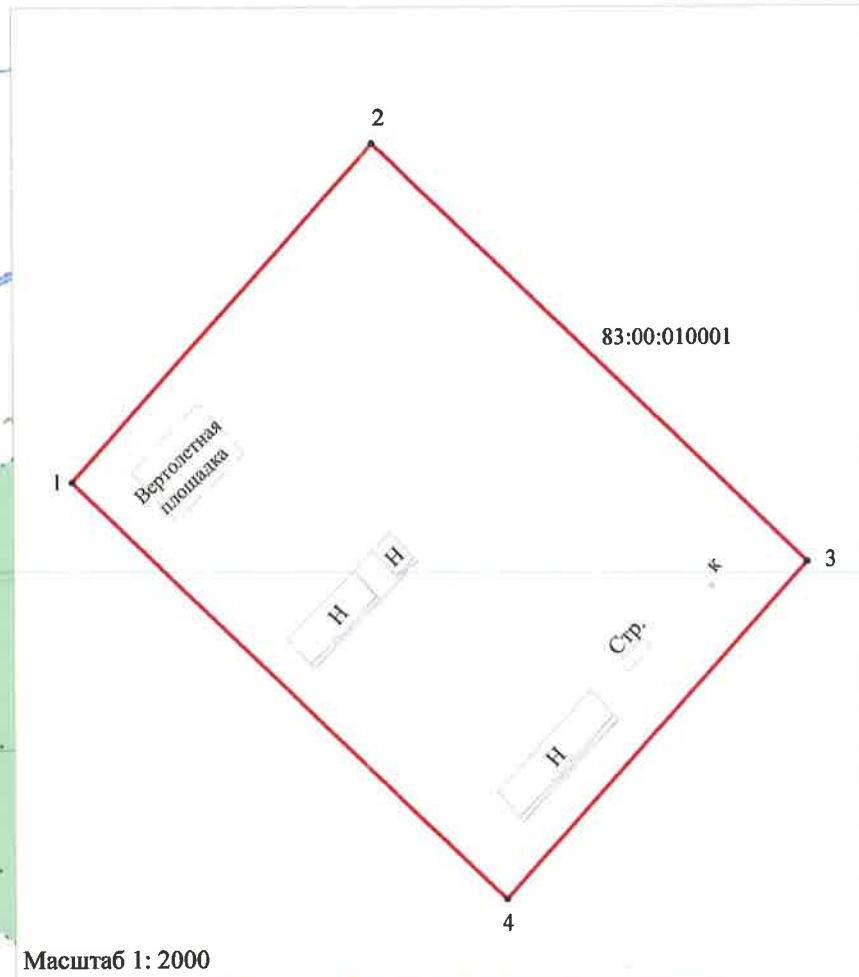 2
83:00:010001
1
Вертолетная
площадка
3
Н
Н
к
Стр.
Н
4
Масштаб 1: 2000